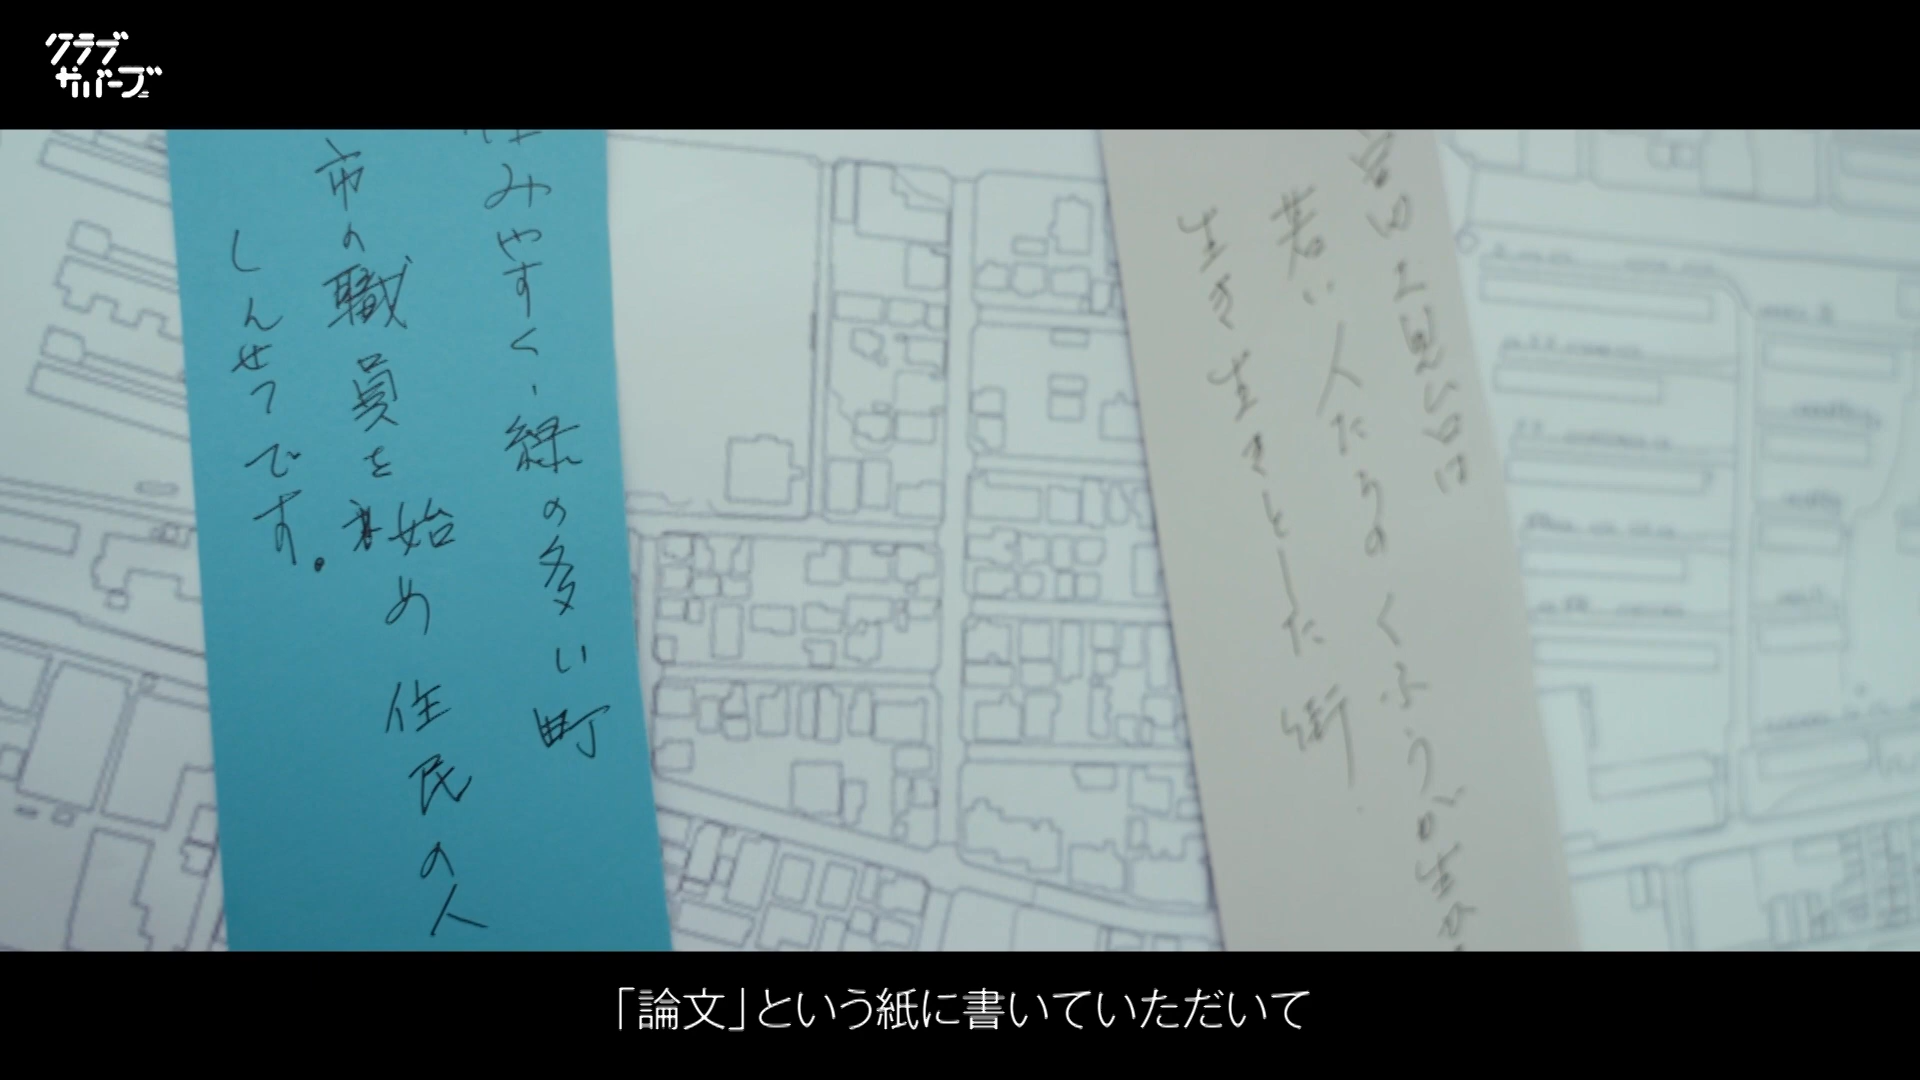 クラブ
サバーブ
住みやすく、緑の多い町
市の職員を始め住民の人
しんせつです。
若い人たちのくふうが生か
生き生きとした街.
「論文」という紙に書いていただいて